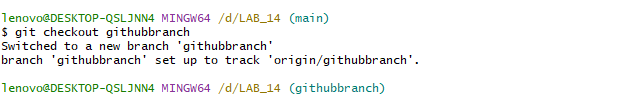 lenovo@DESKTOP-QSLJNN4 MINGW64 /d/LAB_14 (main)
$ git checkout githubbranch
Switched to a new branch 'githubbranch'
branch 'githubbranch' set up to track 'origin/githubbranch'.
lenovo@DESKTOP-QSLJNN4 MINGW64 /d/LAB_14 (githubbranch)